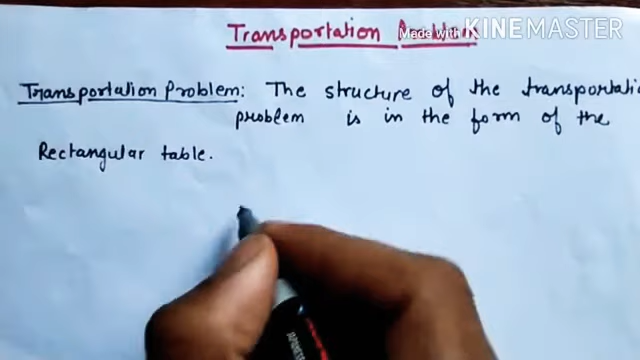 Transportation Problem
Made with KINEMASTER
Transportation Problem: The structure of the
problem is in the form of the
Rectangular table.